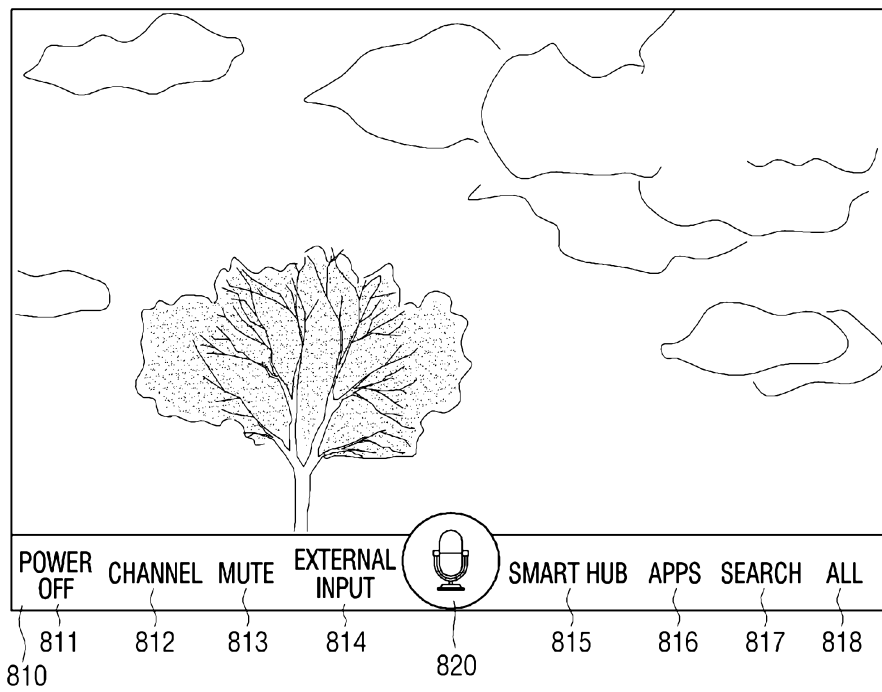 POWER OFF
CHANNEL
MUTE
EXTERNAL INPUT
SMART HUB
APPS
SEARCH
ALL
811
812
813
814
820
815
816
817
818
810